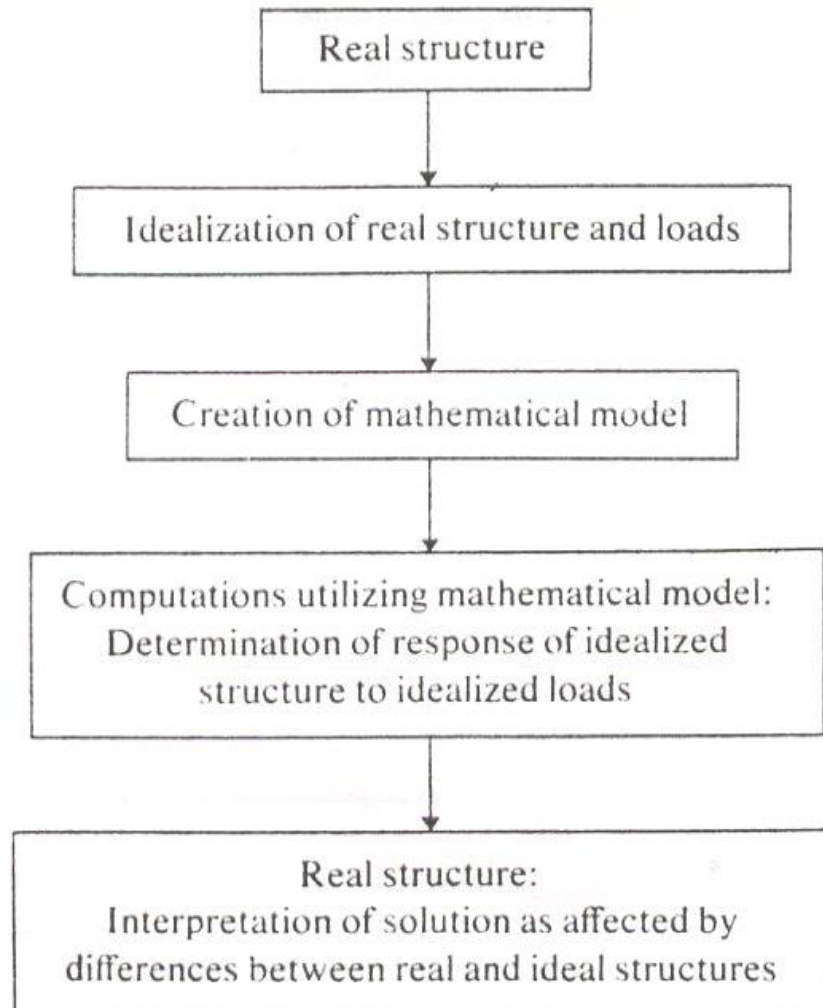 Real structure
Idealization of real structure and loads
Creation of mathematical model
Computations utilizing mathematical model:
Determination of response of idealized
structure to idealized loads
Real structure:
Interpretation of solution as affected by
differences between real and ideal structures